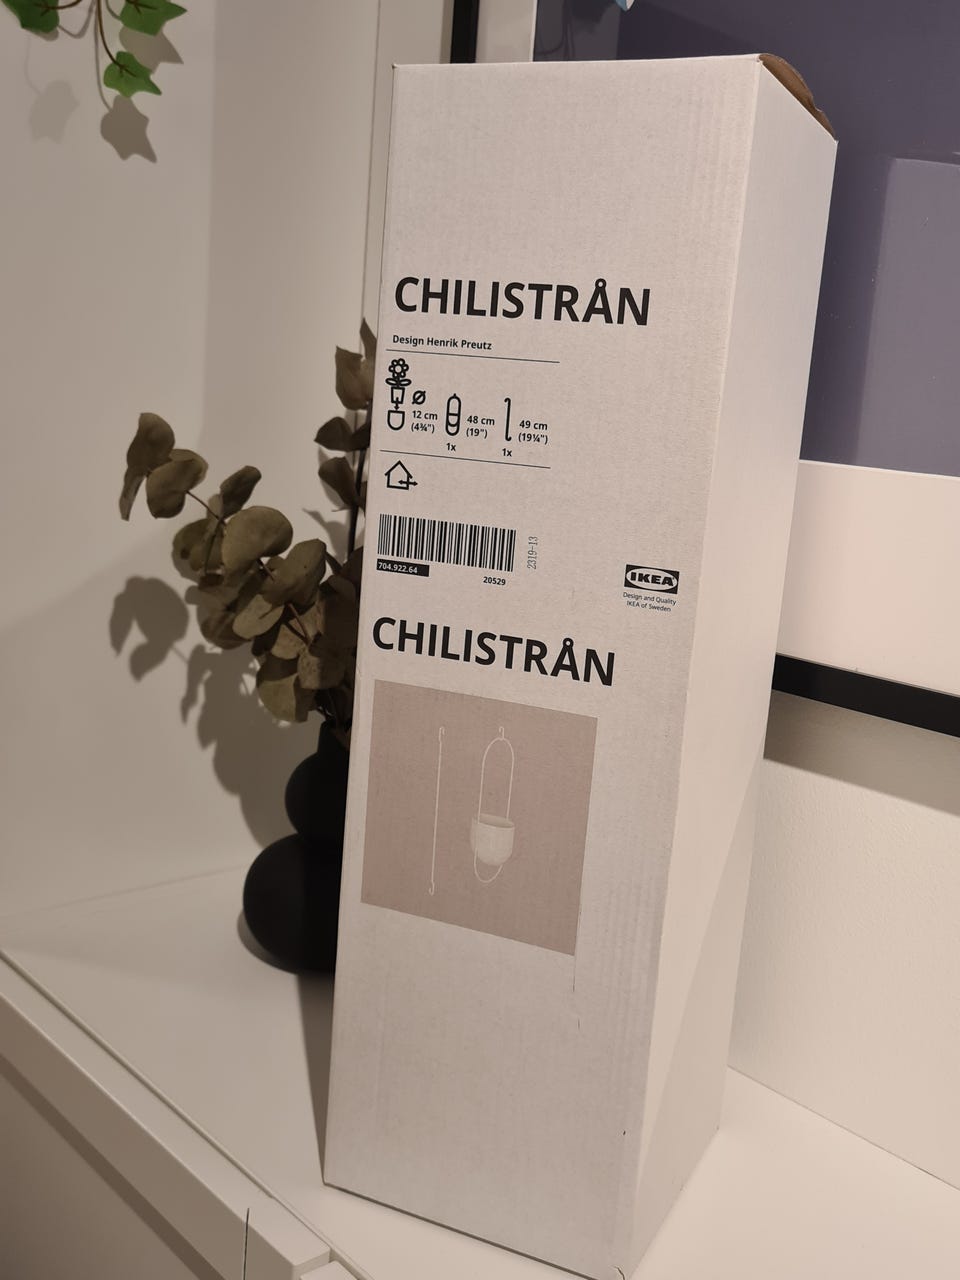 CHILISTRÅN
Design Henrik Preutz
Ø
12 cm
(4¾")
48 cm
(19")
1x
49 cm
(19¼")
1x
2319-13
704.922.64
20529
IKEA
Design and Quality
IKEA of Sweden
CHILISTRÅN